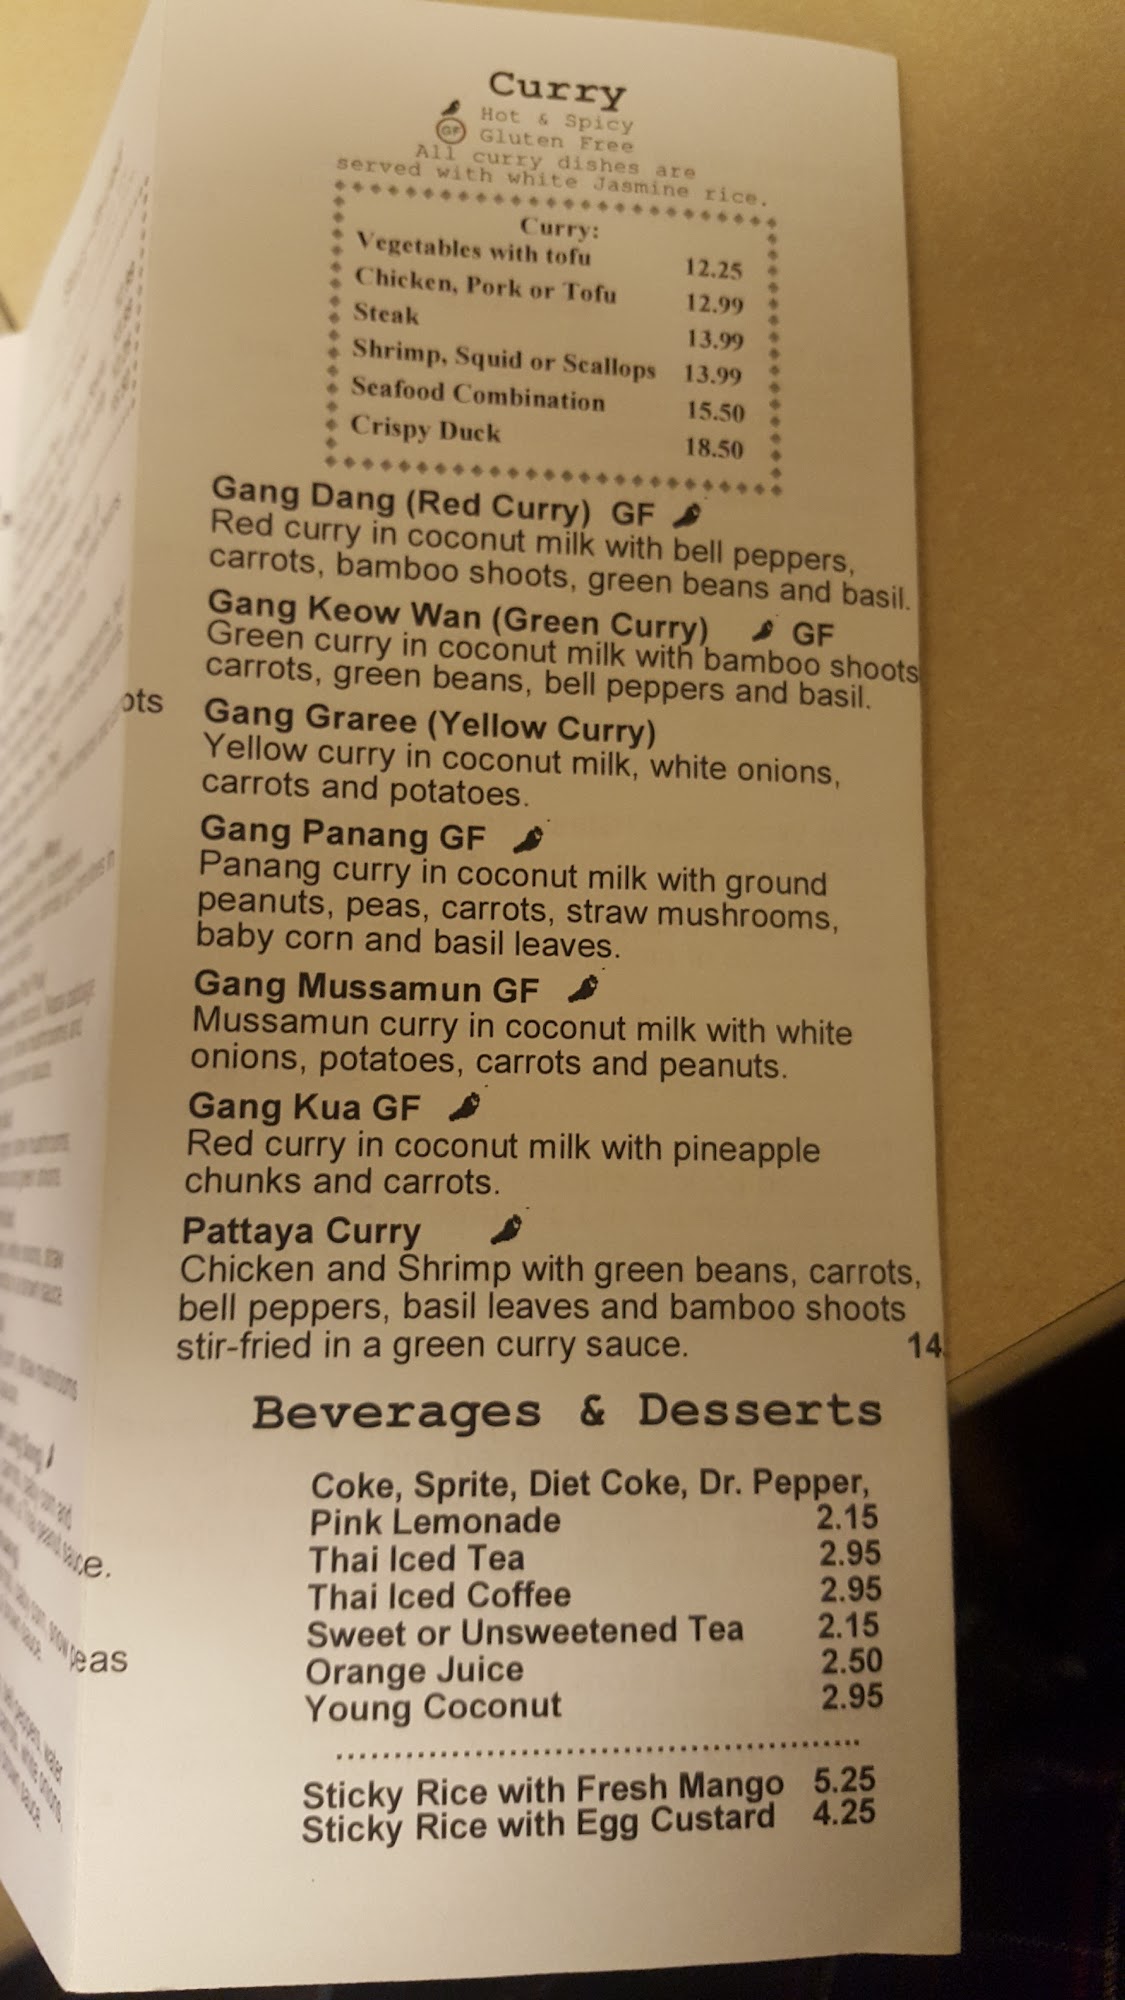 Curry
Hot & Spicy
GF Gluten Free
All curry dishes are
served with white Jasmine rice.
Curry:
Vegetables with tofu 12.25
Chicken, Pork or Tofu 12.99
Steak 13.99
Shrimp, Squid or Scallops 13.99
Seafood Combination 15.50
Crispy Duck 18.50
Gang Dang (Red Curry) GF
Red curry in coconut milk with bell peppers,
carrots, bamboo shoots, green beans and basil.
Gang Keow Wan (Green Curry) GF
Green curry in coconut milk with bamboo shoots
carrots, green beans, bell peppers and basil.
Gang Graree (Yellow Curry)
Yellow curry in coconut milk, white onions,
carrots and potatoes.
Gang Panang GF
Panang curry in coconut milk with ground
peanuts, peas, carrots, straw mushrooms,
baby corn and basil leaves.
Gang Mussamun GF
Mussamun curry in coconut milk with white
onions, potatoes, carrots and peanuts.
Gang Kua GF
Red curry in coconut milk with pineapple
chunks and carrots.
Pattaya Curry
Chicken and Shrimp with green beans, carrots,
bell peppers, basil leaves and bamboo shoots
stir-fried in a green curry sauce. 14
Beverages & Desserts
Coke, Sprite, Diet Coke, Dr. Pepper,
Pink Lemonade 2.15
Thai Iced Tea 2.95
Thai Iced Coffee 2.95
Sweet or Unsweetened Tea 2.15
Orange Juice 2.50
Young Coconut 2.95
Sticky Rice with Fresh Mango 5.25
Sticky Rice with Egg Custard 4.25